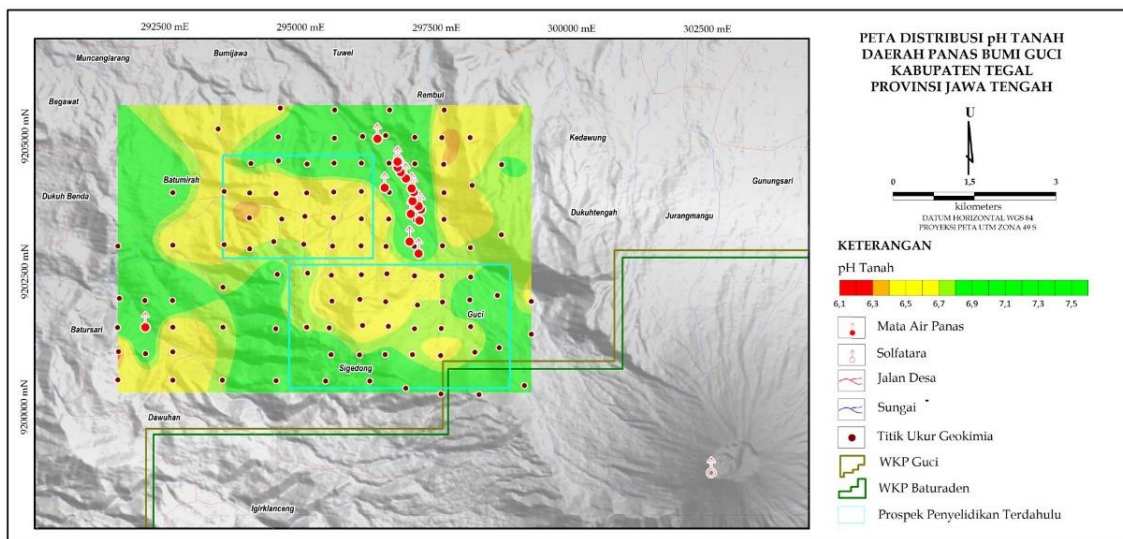 292500 mE 295000 mE 297500 mE 300000 mE 302500 mE
PETA DISTRIBUSI pH TANAH
DAERAH PANAS BUMI GUCI
KABUPATEN TEGAL
PROVINSI JAWA TENGAH
U
0 1,5 3
kilometers
DATUM HORIZONTAL WGS 84
PROYEKSI PETA UTM ZONA 49 S
KETERANGAN
pH Tanah
6,1 6,3 6,5 6,7 6,9 7,1 7,3 7,5
Mata Air Panas
Solfatara
Jalan Desa
Sungai
Titik Ukur Geokimia
WKP Guci
WKP Baturaden
Prospek Penyelidikan Terdahulu
9205000 mN
9202500 mN
9200000 mN
Muncanglarang
Bumijawa
Tuwel
Begawat
Rembul
Kedawung
Batumirah
Dukuh Benda
Gunungsari
Dukuhtengah
Jurangmangu
Batursari
Guci
Sigedong
Dawuhan
Igirklanceng